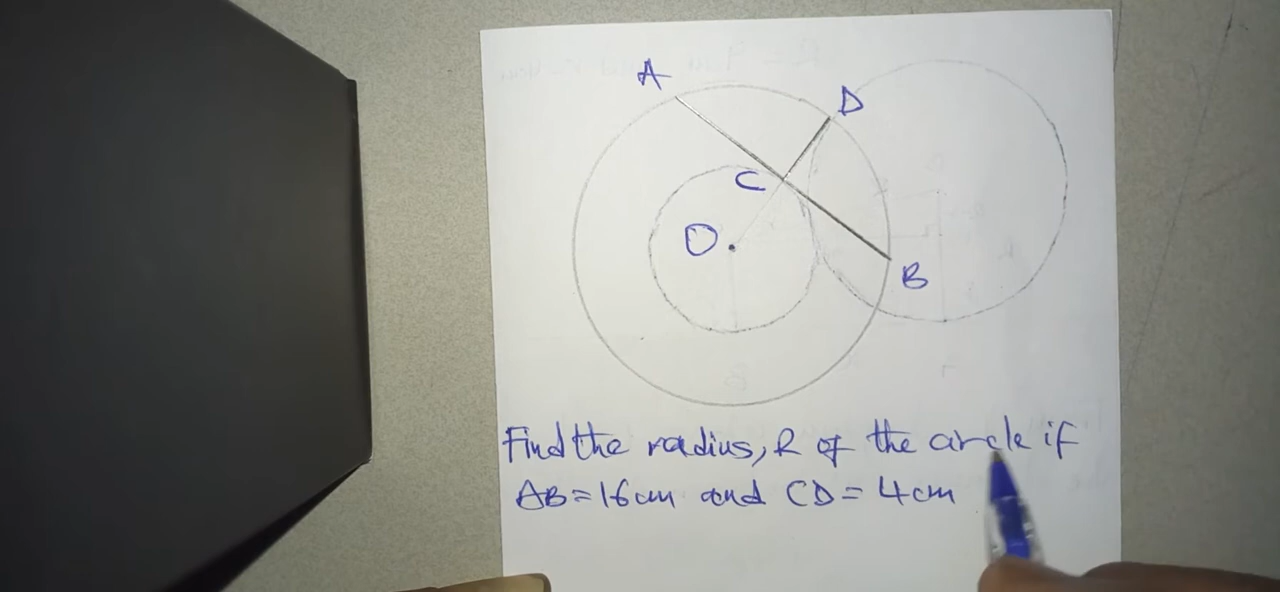 A
D
C
O
B
Find the radius, R of the circle if
AB = 16cm and CD = 4cm